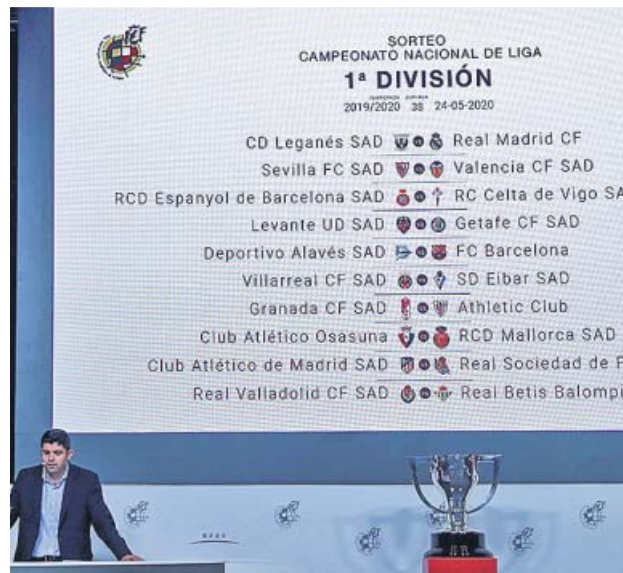 SORTEO
CAMPEONATO NACIONAL DE LIGA
1ª DIVISIÓN
TEMPORADA JORNADA
2019/2020 38 24-05-2020
CD Leganés SAD Real Madrid CF
Sevilla FC SAD Valencia CF SAD
RCD Espanyol de Barcelona SAD RC Celta de Vigo SA
Levante UD SAD Getafe CF SAD
Deportivo Alavés SAD FC Barcelona
Villarreal CF SAD SD Eibar SAD
Granada CF SAD Athletic Club
Club Atlético Osasuna RCD Mallorca SAD
Club Atlético de Madrid SAD Real Sociedad de F
Real Valladolid CF SAD Real Betis Balompi